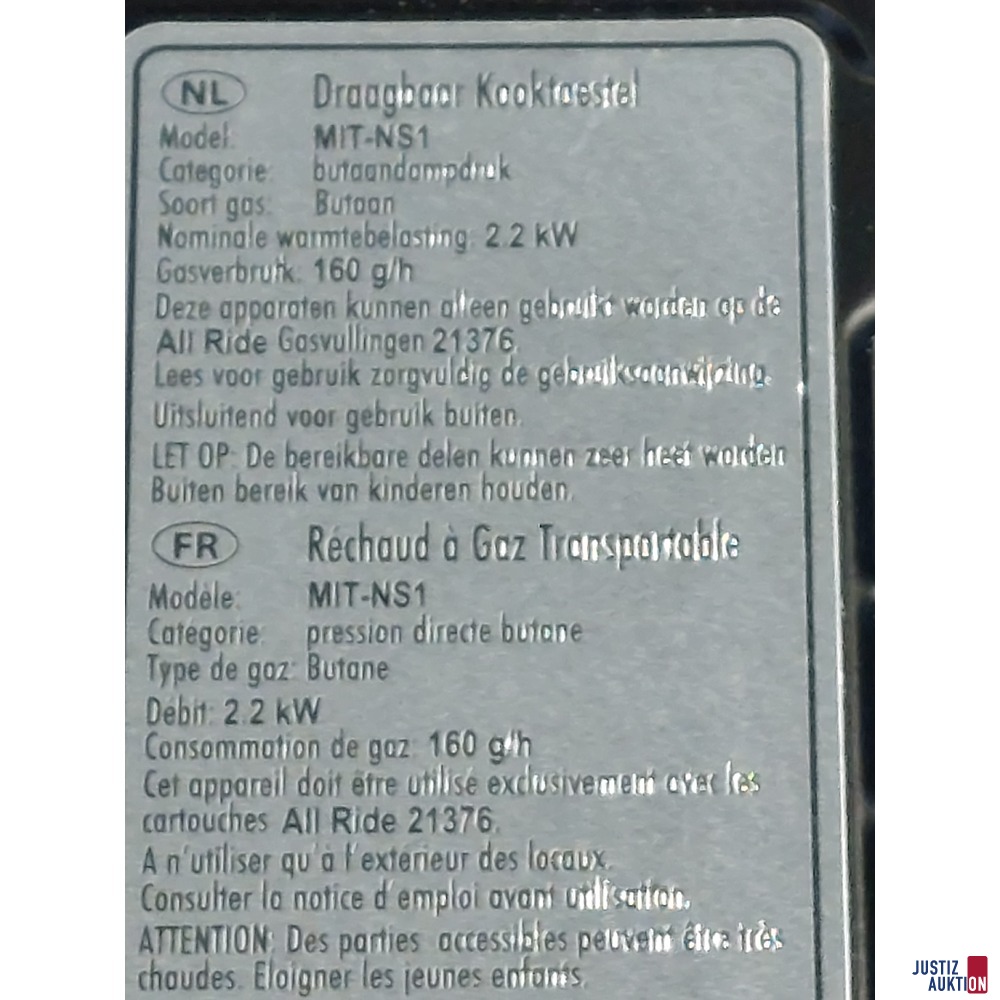 NL Draagbaar Kooktoestel
Model: MIT-NS1
Categorie: butaandampdruk
Soort gas: Butaan
Nominale warmtebelasting: 2.2 kW
Gasverbruik: 160 g/h
Deze apparaten kunnen alleen gebruikt worden op de
All Ride Gasvullingen 21376.
Lees voor gebruik zorgvuldig de gebruiksaanwijzing.
Uitsluitend voor gebruik buiten.
LET OP: De bereikbare delen kunnen zeer heet worden
Buiten bereik van kinderen houden.
FR Réchaud à Gaz Transportable
Modèle: MIT-NS1
Catégorie: pression directe butane
Type de gaz: Butane
Débit: 2.2 kW
Consommation de gaz: 160 g/h
Cet appareil doit être utilisé exclusivement avec les
cartouches All Ride 21376.
A n'utiliser qu'à l'extérieur des locaux.
Consulter la notice d'emploi avant utilisation.
ATTENTION: Des parties accessibles peuvent être très
chaudes. Eloigner les jeunes enfants.
JUSTIZ
AUKTION